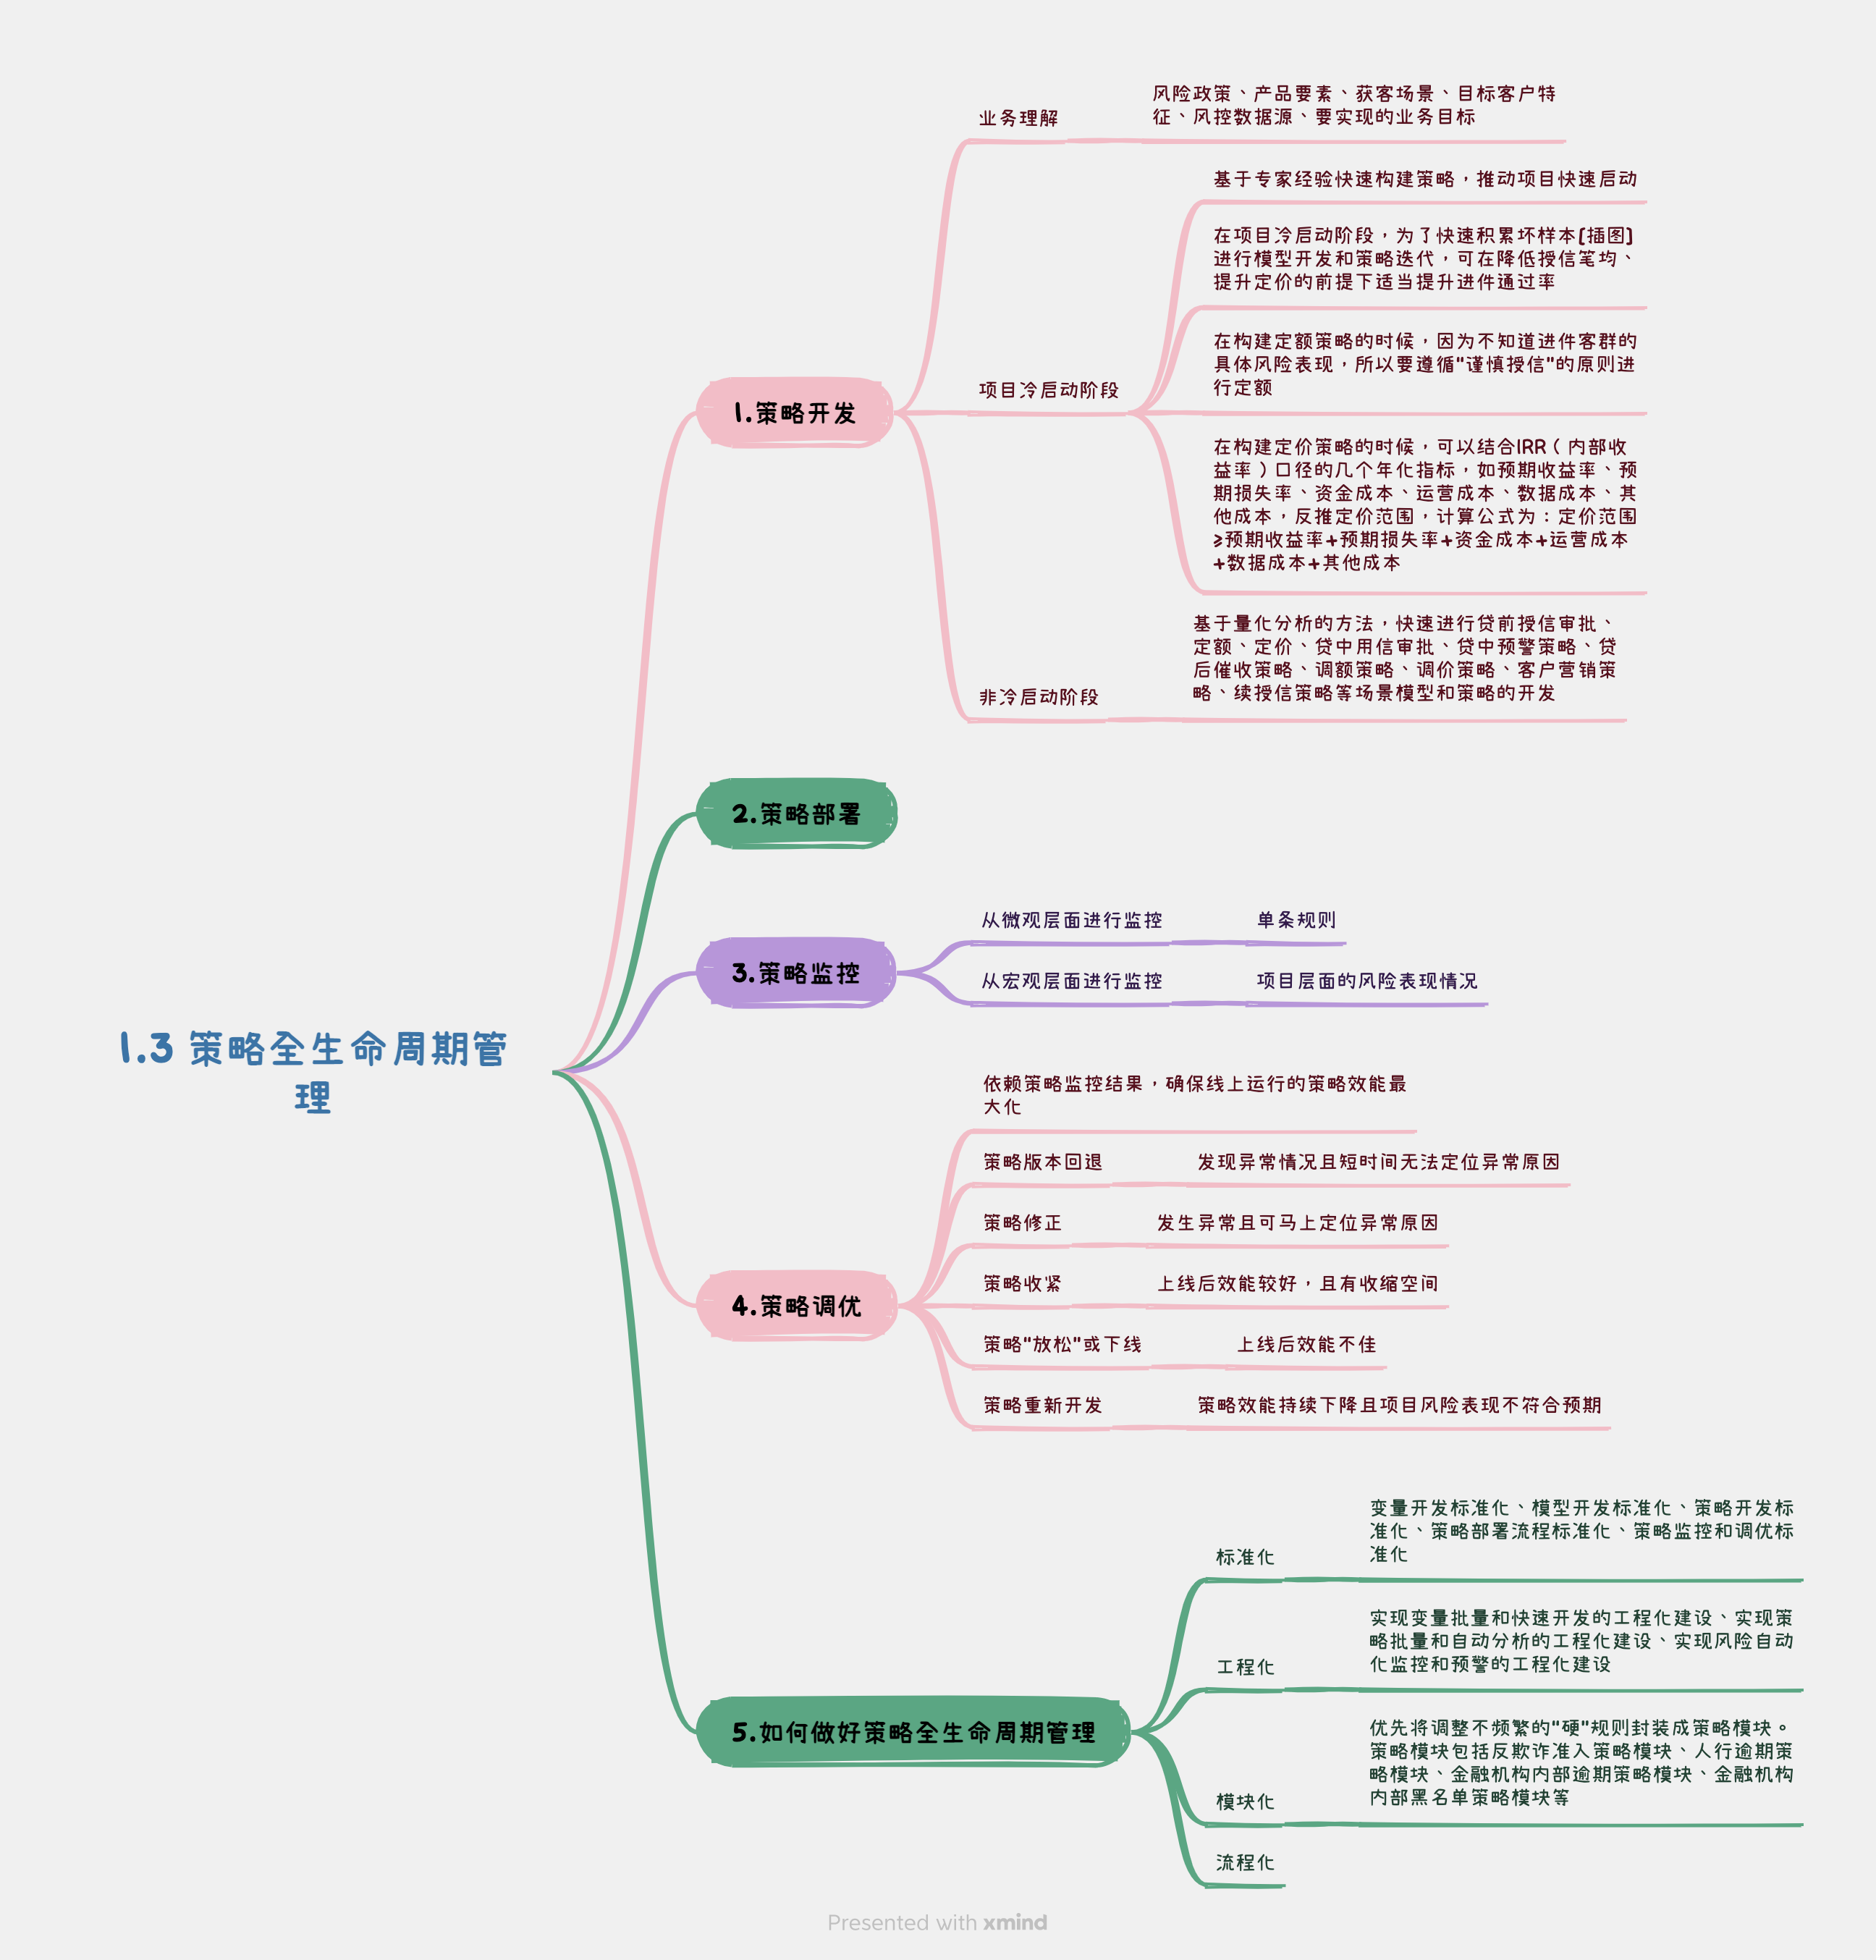 1.3 策略全生命周期管
理
1.策略开发
业务理解
风险政策、产品要素、获客场景、目标客户特
征、风控数据源、要实现的业务目标
项目冷启动阶段
基于专家经验快速构建策略，推动项目快速启动
在项目冷启动阶段，为了快速积累坏样本[插图]
进行模型开发和策略迭代，可在降低授信笔均、
提升定价的前提下适当提升进件通过率
在构建定额策略的时候，因为不知道进件客群的
具体风险表现，所以要遵循"谨慎授信"的原则进
行定额
在构建定价策略的时候，可以结合IRR（内部收
益率）口径的几个年化指标，如预期收益率、预
期损失率、资金成本、运营成本、数据成本、其
他成本，反推定价范围，计算公式为：定价范围
≥预期收益率+预期损失率+资金成本+运营成本
+数据成本+其他成本
非冷启动阶段
基于量化分析的方法，快速进行贷前授信审批、
定额、定价、贷中用信审批、贷中预警策略、贷
后催收策略、调额策略、调价策略、客户营销策
略、续授信策略等场景模型和策略的开发
2.策略部署
3.策略监控
从微观层面进行监控
单条规则
从宏观层面进行监控
项目层面的风险表现情况
4.策略调优
依赖策略监控结果，确保线上运行的策略效能最
大化
策略版本回退
发现异常情况且短时间无法定位异常原因
策略修正
发生异常且可马上定位异常原因
策略收紧
上线后效能较好，且有收缩空间
策略"放松"或下线
上线后效能不佳
策略重新开发
策略效能持续下降且项目风险表现不符合预期
5.如何做好策略全生命周期管理
标准化
变量开发标准化、模型开发标准化、策略开发标
准化、策略部署流程标准化、策略监控和调优标
准化
工程化
实现变量批量和快速开发的工程化建设、实现策
略批量和自动分析的工程化建设、实现风险自动
化监控和预警的工程化建设
模块化
优先将调整不频繁的"硬"规则封装成策略模块。
策略模块包括反欺诈准入策略模块、人行逾期策
略模块、金融机构内部逾期策略模块、金融机构
内部黑名单策略模块等
流程化
Presented with xmind